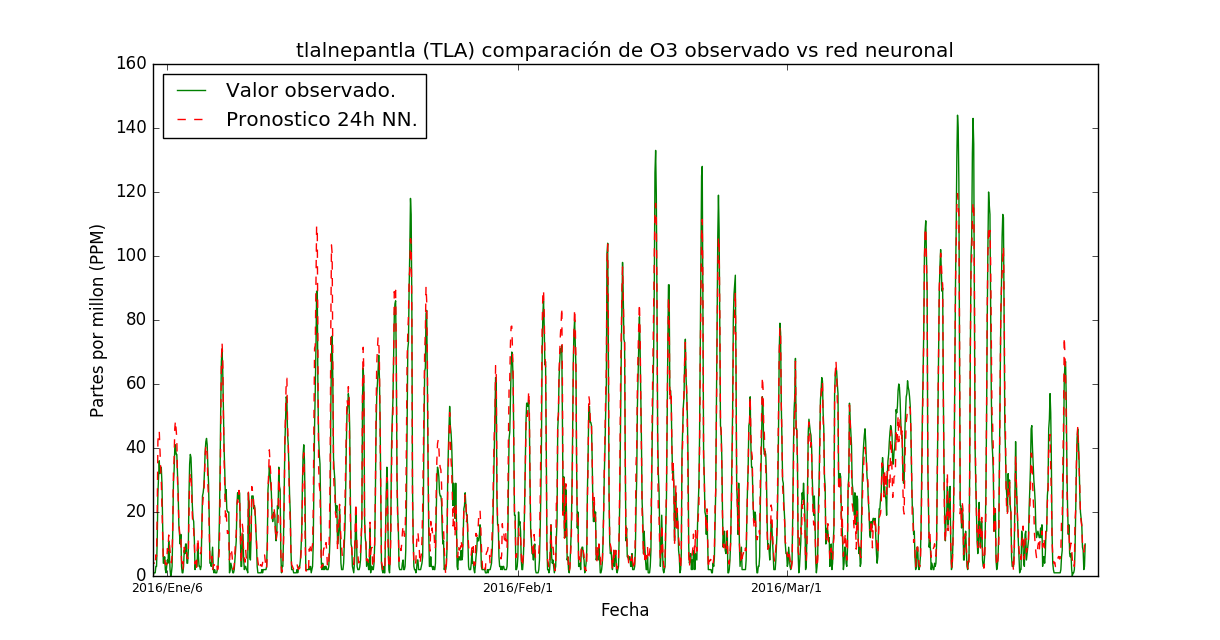 tlalnepantla (TLA) comparación de O3 observado vs red neuronal
Valor observado.
Pronostico 24h NN.
Partes por millon (PPM)
160
140
120
100
80
60
40
20
0
2016/Ene/6
2016/Feb/1
2016/Mar/1
Fecha